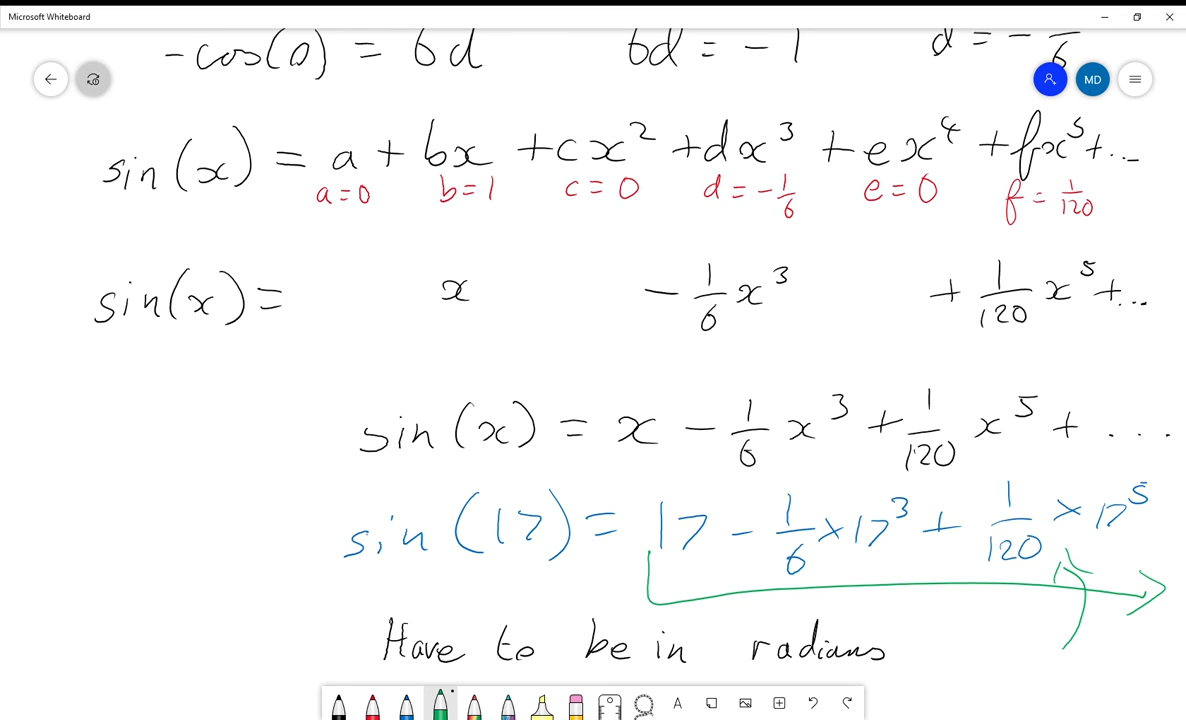 Microsoft Whiteboard
-cos(0) = 6d 6d = -1 d = -1/6
MD
sin(x) = a + bx + cx² + dx³ + ex⁴ + fx⁵ + ...
a=0 b=1 c=0 d=-1/6 e=0 f=1/120
sin(x) = x - 1/6 x³ + 1/120 x⁵ + ...
sin(x) = x - 1/6 x³ + 1/120 x⁵ + ....
sin(17) = 17 - 1/6 × 17³ + 1/120 × 17⁵
Have to be in radians
A